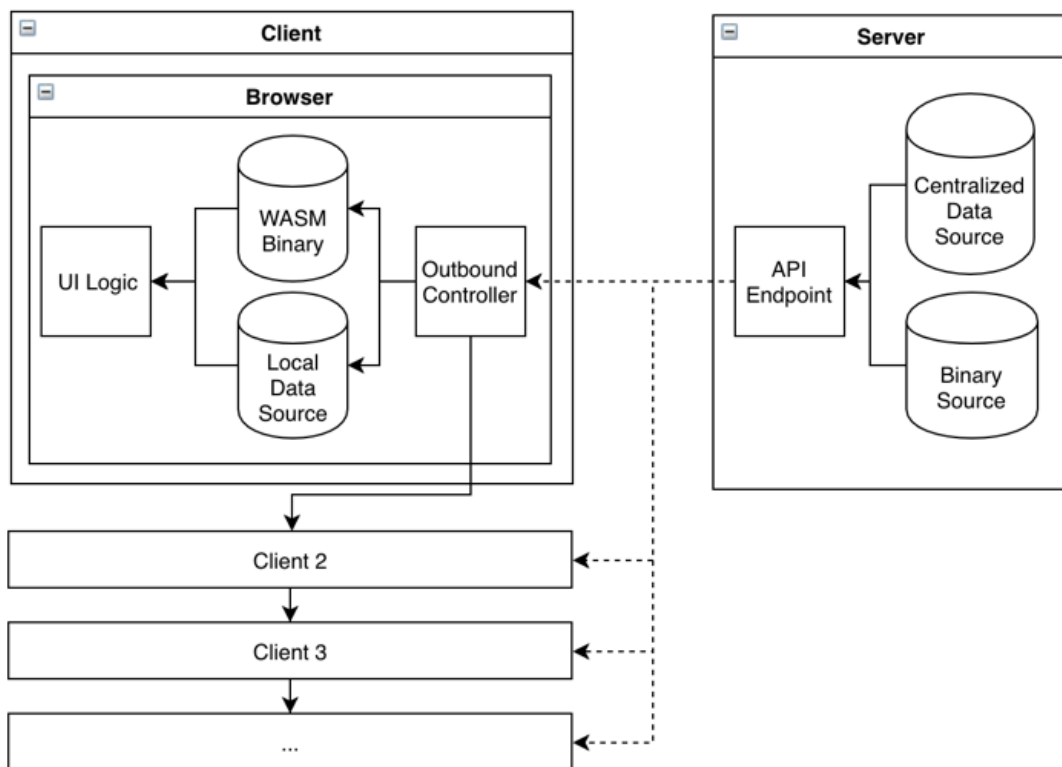 Client
Server
Browser
WASM
Binary
UI Logic
Outbound
Controller
Local
Data
Source
API
Endpoint
Centralized
Data
Source
Binary
Source
Client 2
Client 3
...